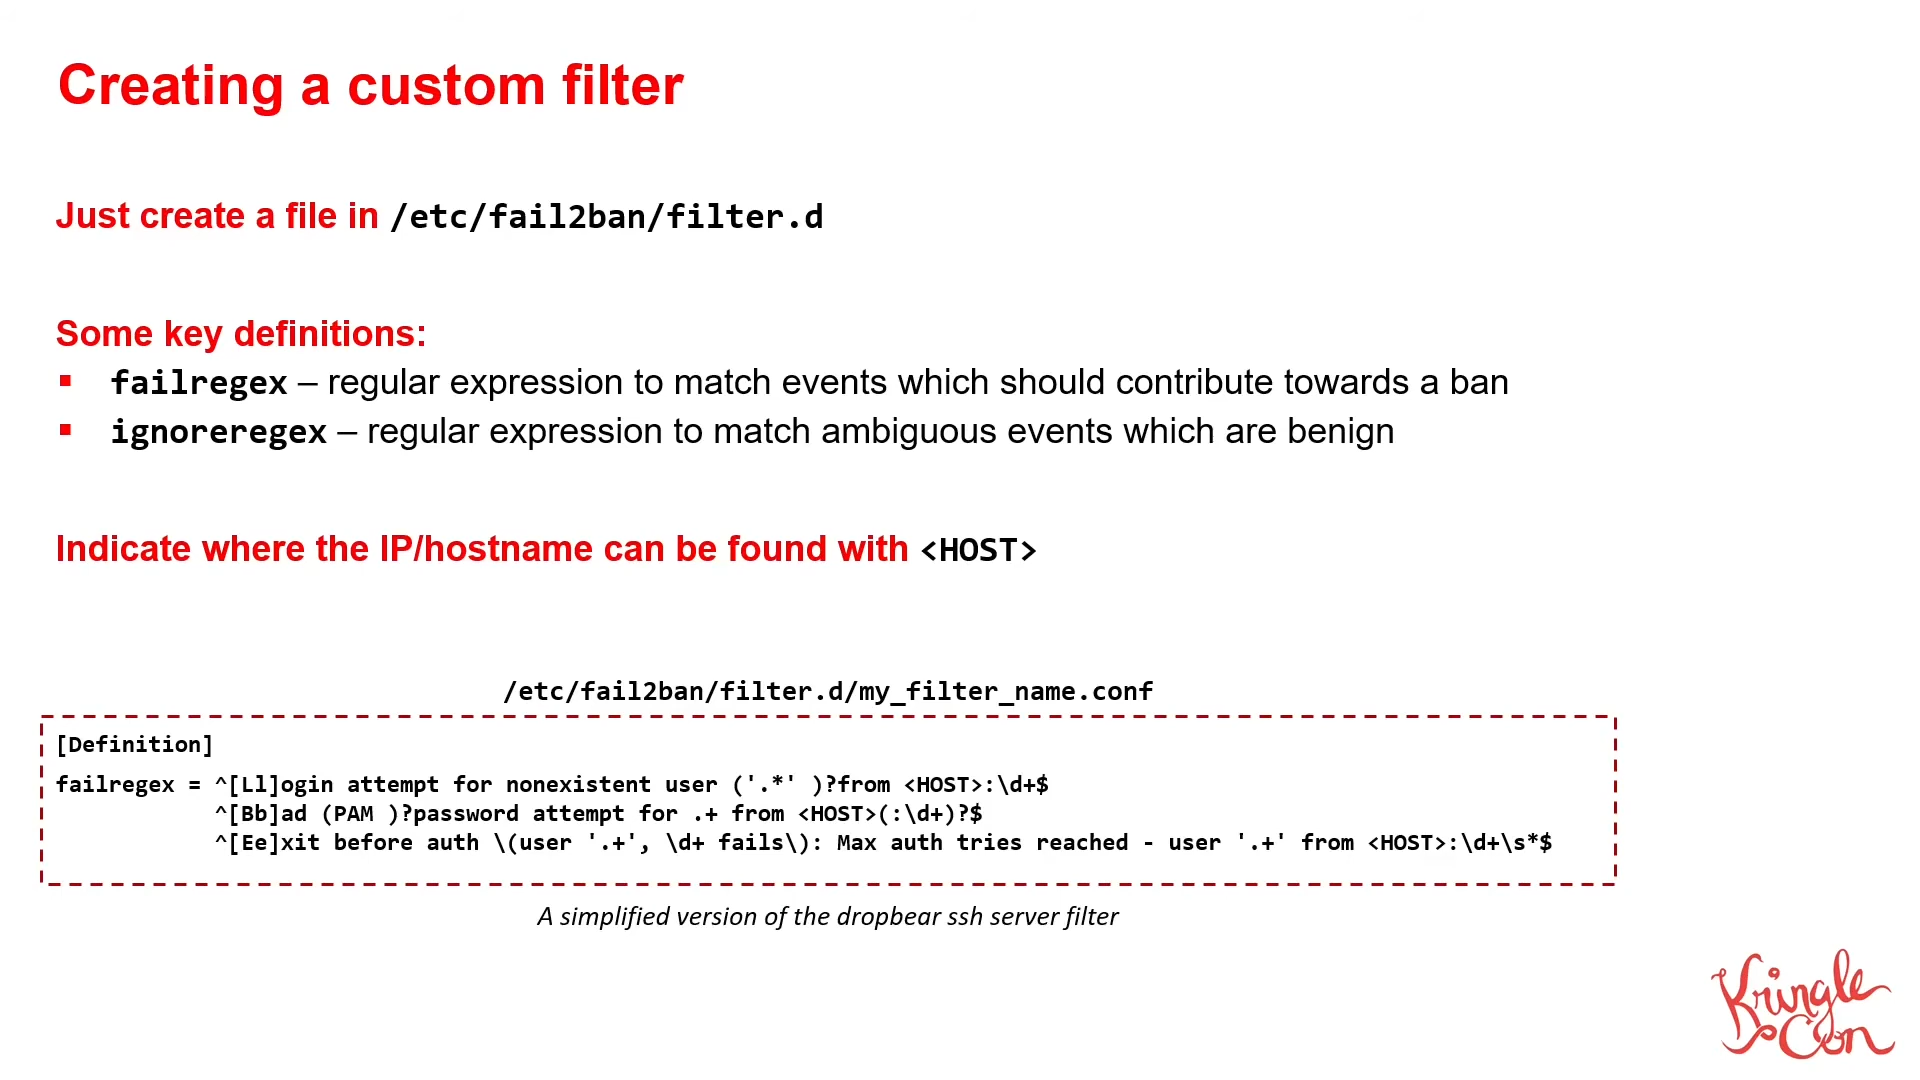 Creating a custom filter
Just create a file in /etc/fail2ban/filter.d
Some key definitions:
▪ failregex – regular expression to match events which should contribute towards a ban
▪ ignoreregex – regular expression to match ambiguous events which are benign
Indicate where the IP/hostname can be found with <HOST>
/etc/fail2ban/filter.d/my_filter_name.conf
[Definition]
failregex = ^[Ll]ogin attempt for nonexistent user ('.*' )?from <HOST>:\d+$
^[Bb]ad (PAM )?password attempt for .+ from <HOST>(:\d+)?$
^[Ee]xit before auth \(user '.+', \d+ fails\): Max auth tries reached - user '.+' from <HOST>:\d+\s*$
A simplified version of the dropbear ssh server filter
Kringle
Con